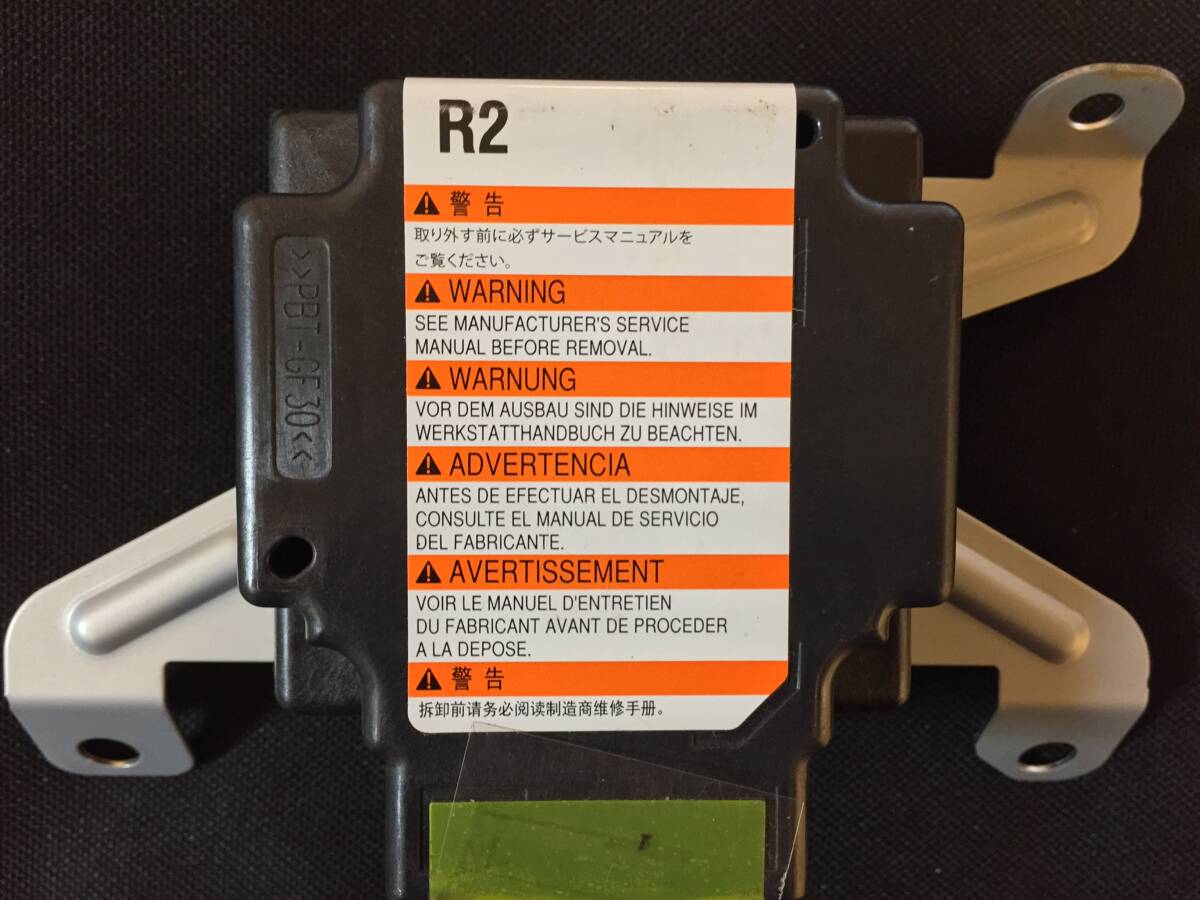 R2
警告
取り外す前に必ずサービスマニュアルを
ご覧ください。
WARNING
SEE MANUFACTURER'S SERVICE
MANUAL BEFORE REMOVAL.
WARNUNG
VOR DEM AUSBAU SIND DIE HINWEISE IM
WERKSTATTHANDBUCH ZU BEACHTEN.
ADVERTENCIA
ANTES DE EFECTUAR EL DESMONTAJE,
CONSULTE EL MANUAL DE SERVICIO
DEL FABRICANTE.
AVERTISSEMENT
VOIR LE MANUEL D'ENTRETIEN
DU FABRICANT AVANT DE PROCEDER
A LA DEPOSE.
警告
拆卸前请务必阅读制造商维修手册。
>>PBT-GF30<<